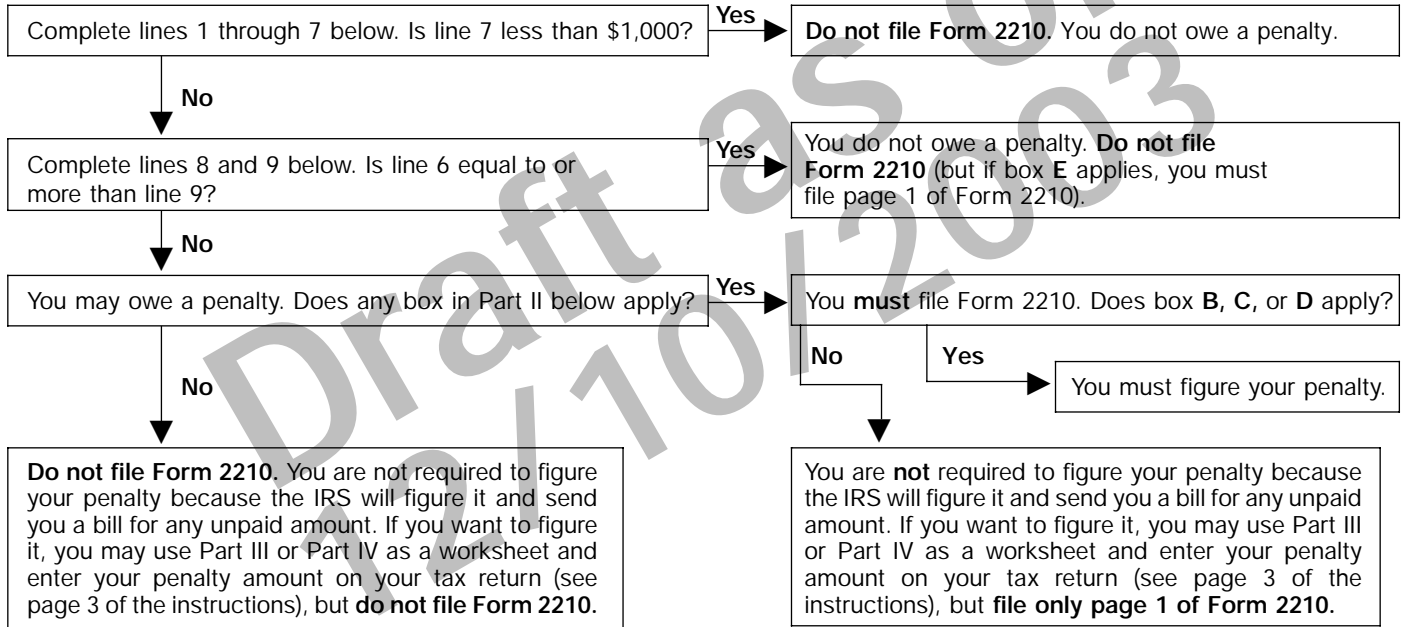 Complete lines 1 through 7 below. Is line 7 less than $1,000?
Yes
Do not file Form 2210. You do not owe a penalty.
No
Complete lines 8 and 9 below. Is line 6 equal to or
more than line 9?
Yes
You do not owe a penalty. Do not file
Form 2210 (but if box E applies, you must
file page 1 of Form 2210).
No
You may owe a penalty. Does any box in Part II below apply?
Yes
You must file Form 2210. Does box B, C, or D apply?
No
Yes
You must figure your penalty.
No
Do not file Form 2210. You are not required to figure
your penalty because the IRS will figure it and send
you a bill for any unpaid amount. If you want to figure
it, you may use Part III or Part IV as a worksheet and
enter your penalty amount on your tax return (see
page 3 of the instructions), but do not file Form 2210.
You are not required to figure your penalty because
the IRS will figure it and send you a bill for any unpaid
amount. If you want to figure it, you may use Part III
or Part IV as a worksheet and enter your penalty
amount on your tax return (see page 3 of the
instructions), but file only page 1 of Form 2210.
Draft as of
12/10/2003